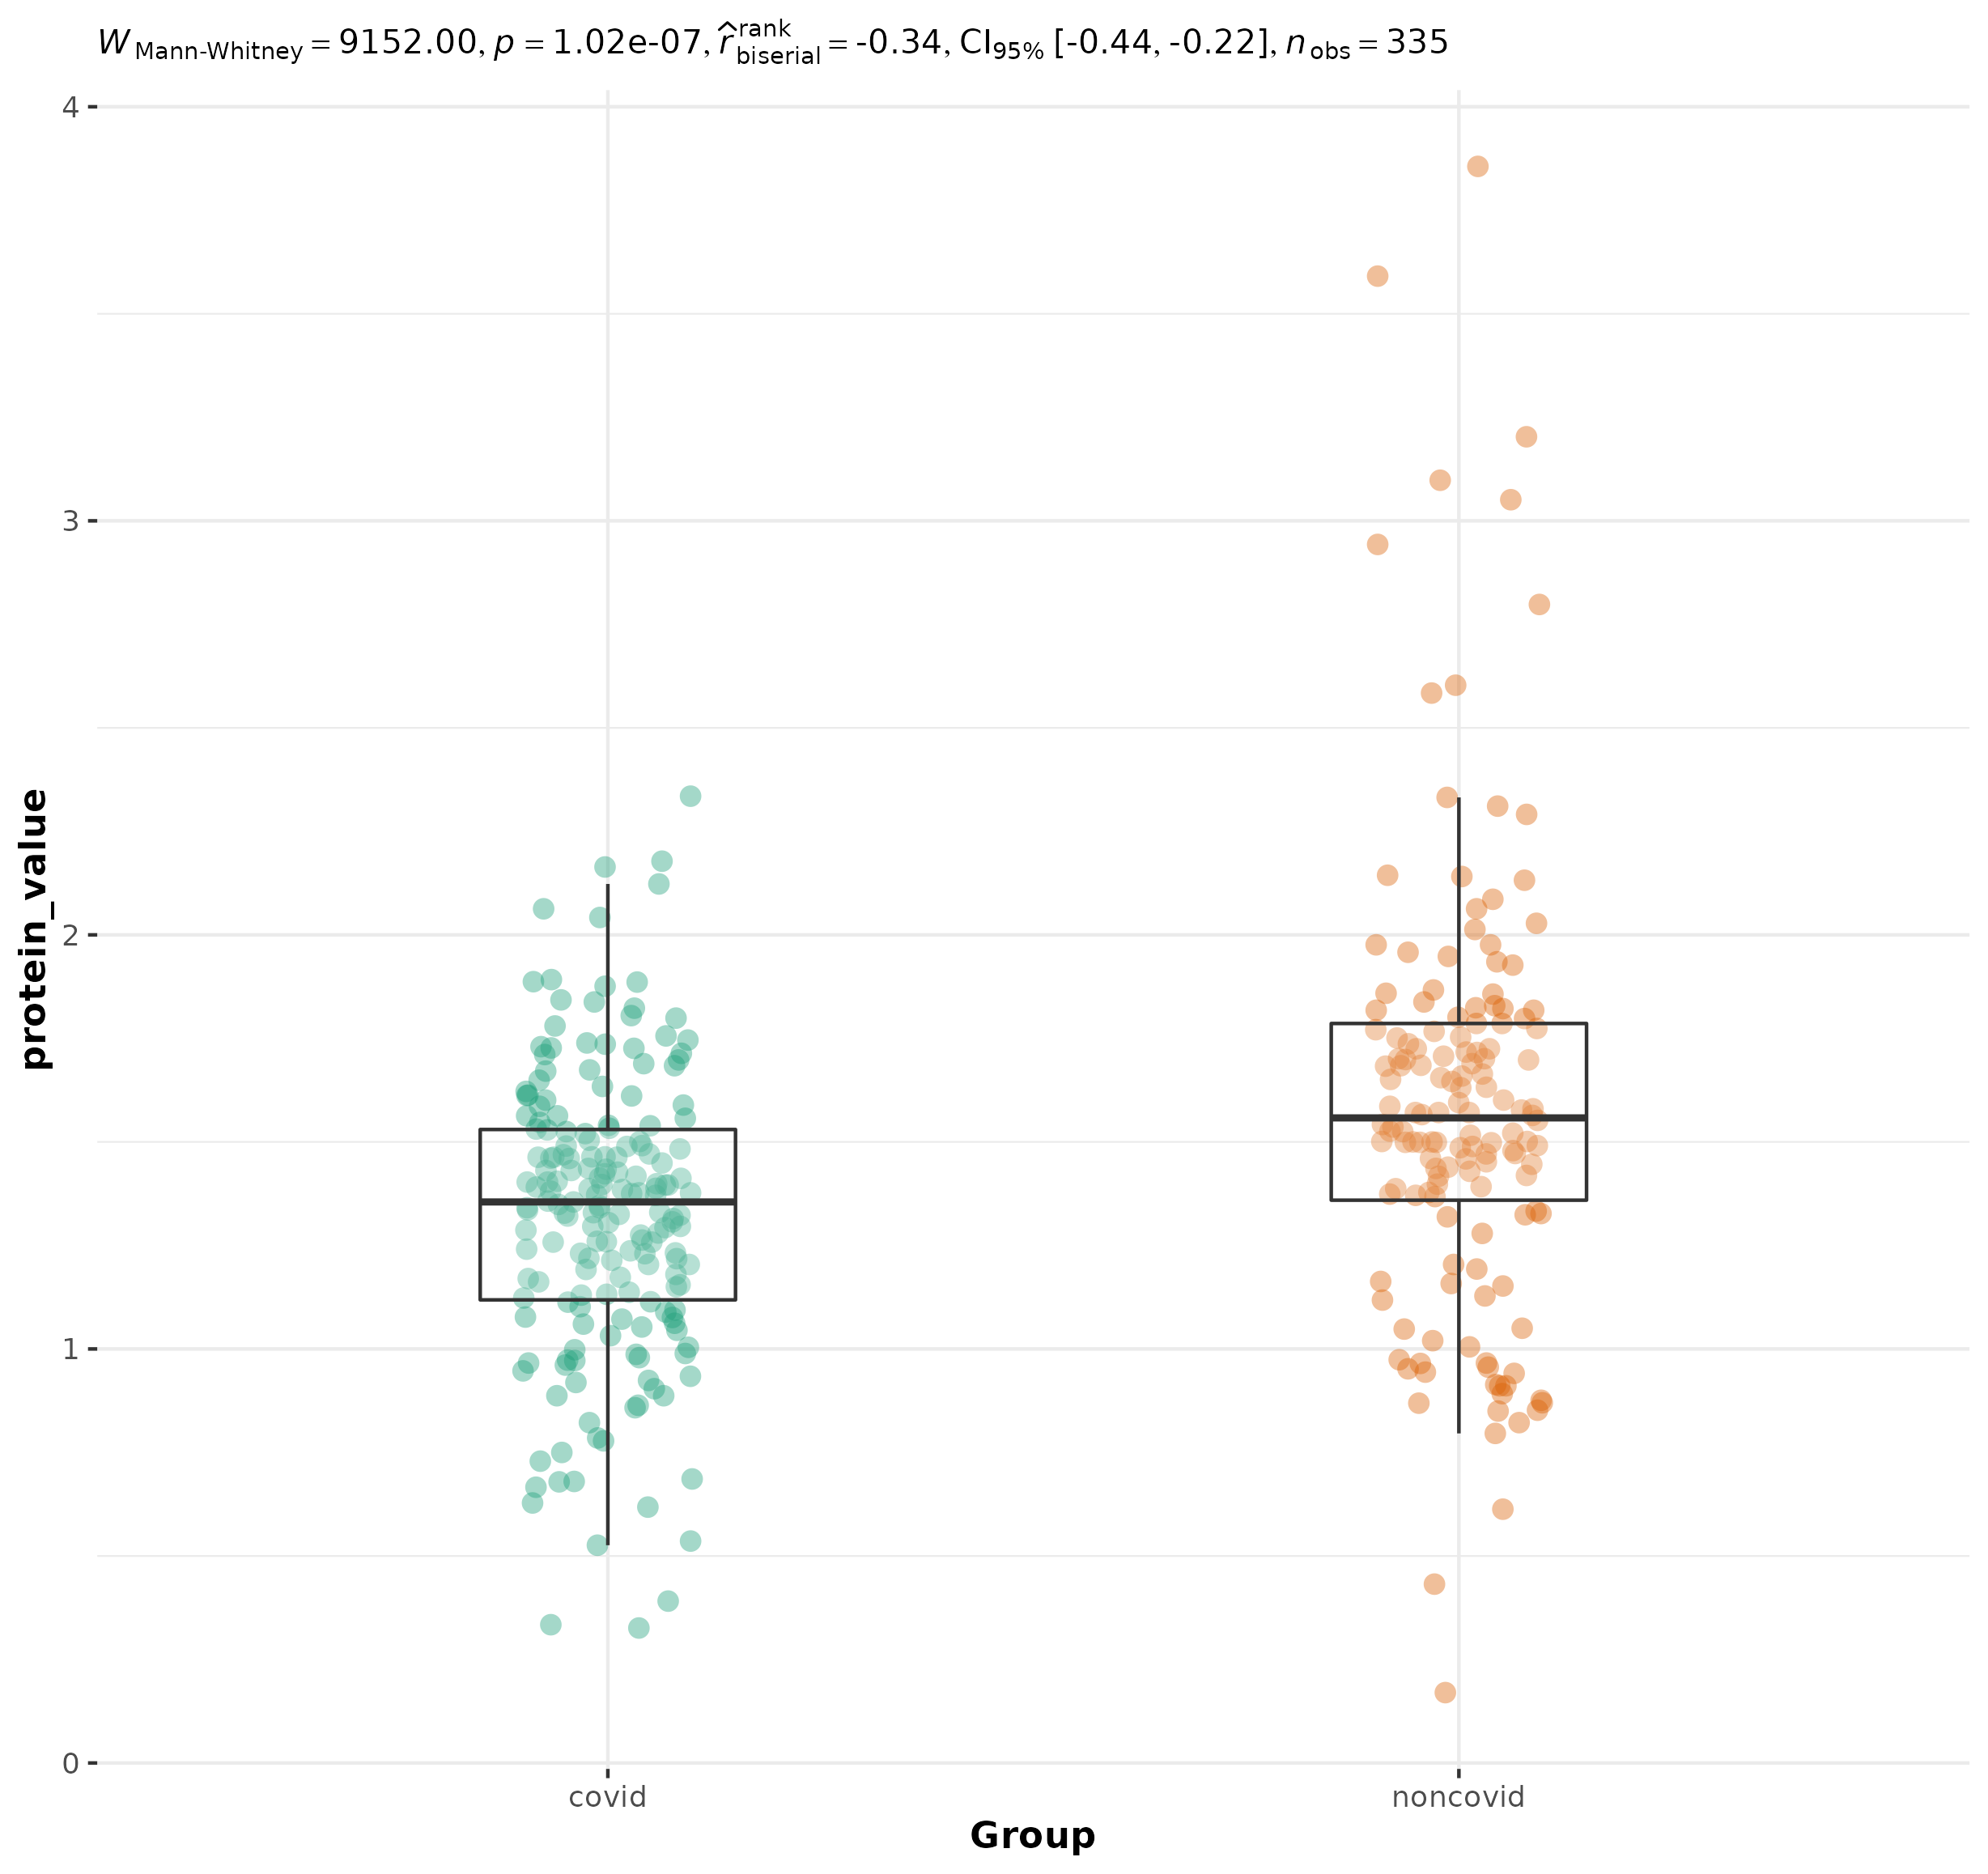 W Mann-Whitney = 9152.00, p = 1.02e-07, r̂ rank biserial = -0.34, CI95% [-0.44, -0.22], n obs = 335
4
3
2
1
0
protein_value
covid noncovid
Group